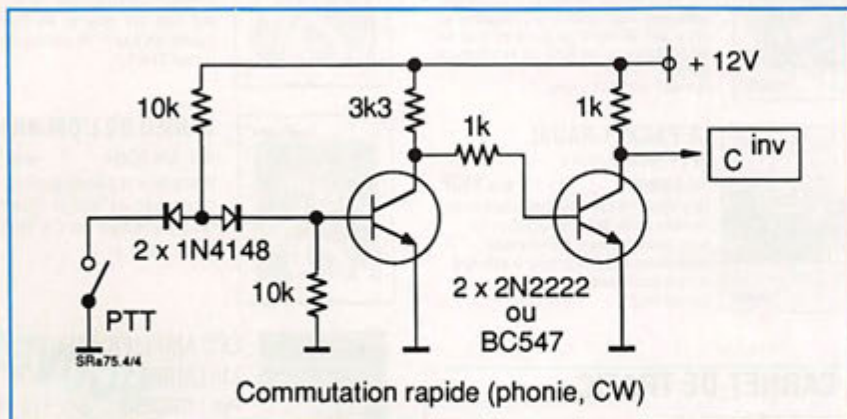 + 12V
10k
3k3
1k
1k
C inv
2 x 1N4148
10k
PTT
SRa75.4/4
2 x 2N2222
ou
BC547
Commutation rapide (phonie, CW)